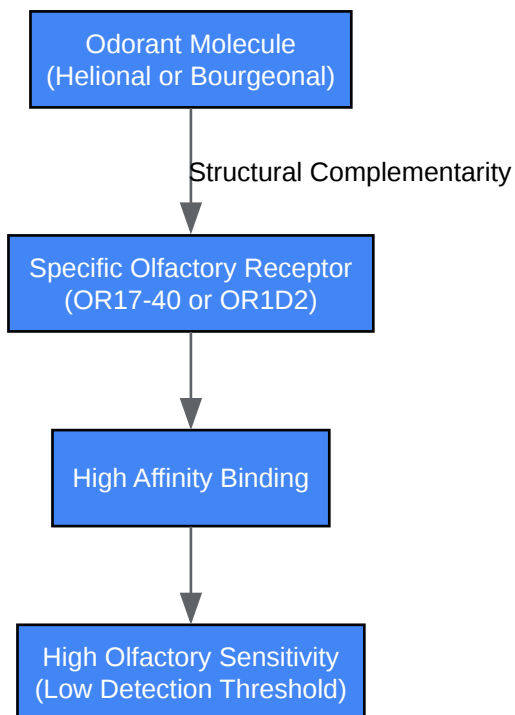 Odorant Molecule
(Helional or Bourgeonal)
Structural Complementarity
Specific Olfactory Receptor
(OR17-40 or OR1D2)
High Affinity Binding
High Olfactory Sensitivity
(Low Detection Threshold)